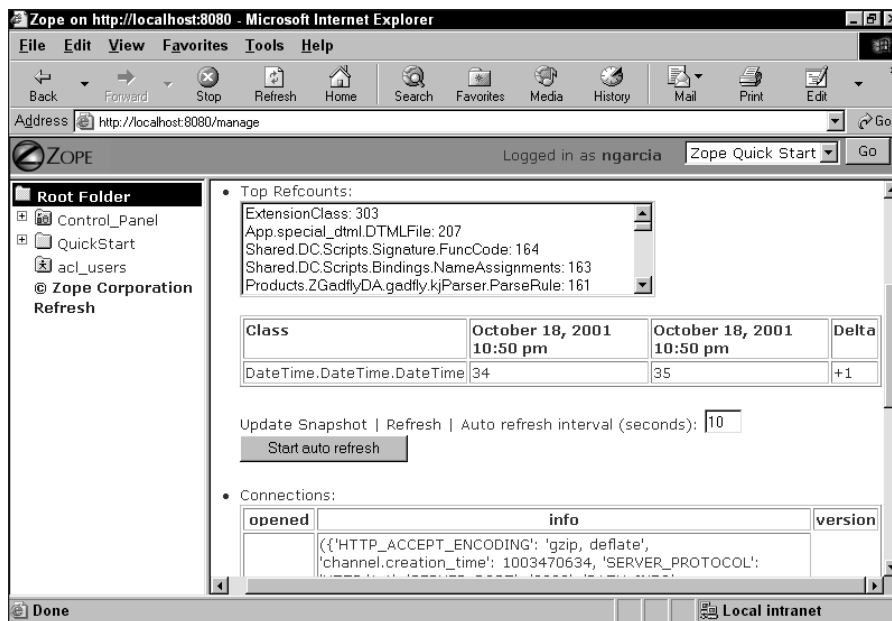 Zope on http://localhost:8080 - Microsoft Internet Explorer
File Edit View Favorites Tools Help
Back Forward Stop Refresh Home Search Favorites Media History Mail Print Edit
Address http://localhost:8080/manage Go
ZOPE Logged in as ngarcia Zope Quick Start Go
Root Folder
Control_Panel
QuickStart
acl_users
© Zope Corporation
Refresh
• Top Refcounts:
ExtensionClass: 303
App.special_dtml.DTMLFile: 207
Shared.DC.Scripts.Signature.FuncCode: 164
Shared.DC.Scripts.Bindings.NameAssignments: 163
Products.ZGadflyDA.gadfly.kjParser.ParseRule: 161
Class October 18, 2001 10:50 pm October 18, 2001 10:50 pm Delta
DateTime.DateTime.DateTime 34 35 +1
Update Snapshot | Refresh | Auto refresh interval (seconds): 10
Start auto refresh
• Connections:
opened info version
({'HTTP_ACCEPT_ENCODING': 'gzip, deflate',
'channel.creation_time': 1003470634, 'SERVER_PROTOCOL':
Done Local intranet